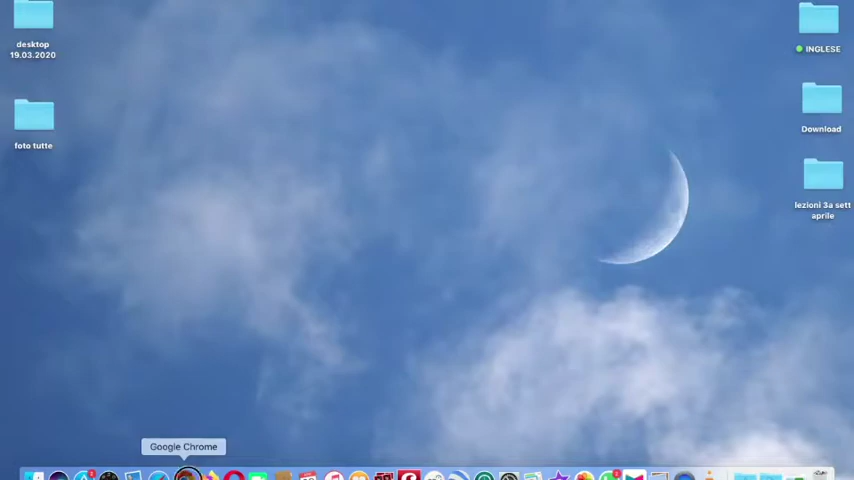 desktop
19.03.2020
foto tutte
INGLESE
Download
lezioni 3a sett
aprile
Google Chrome